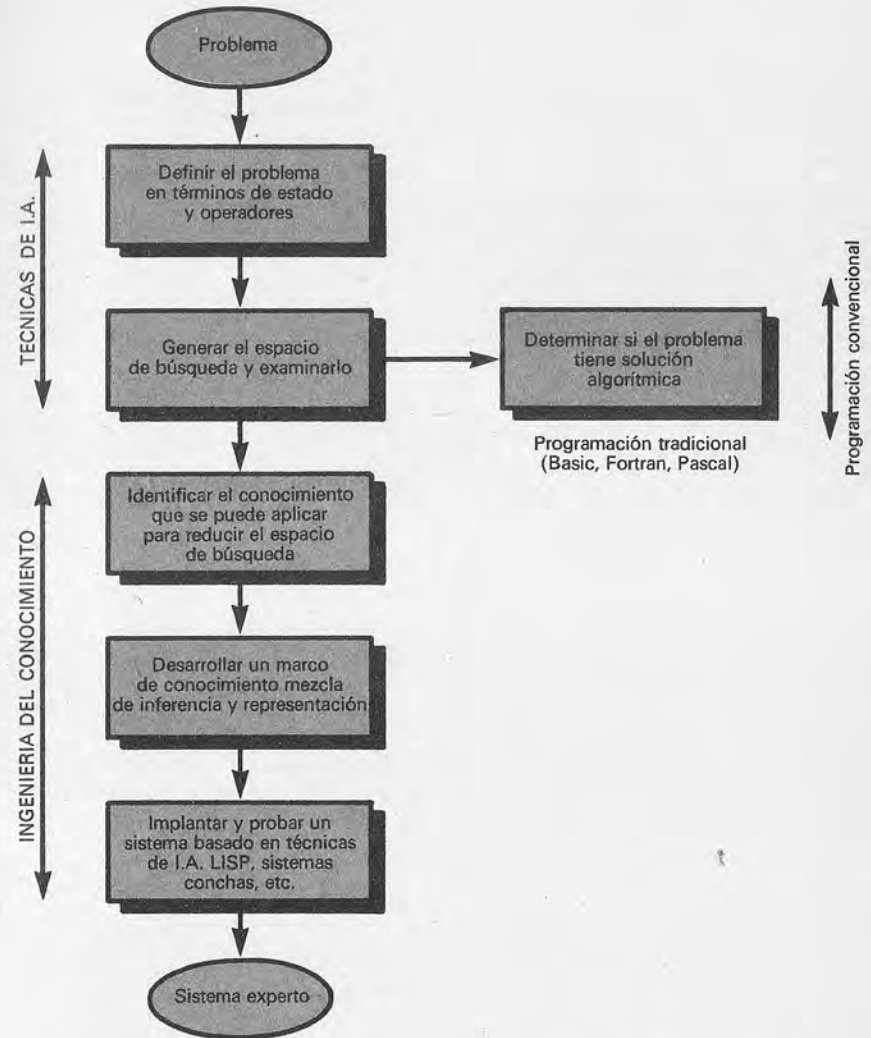 Problema
TECNICAS DE I.A.
Definir el problema
en términos de estado
y operadores
Generar el espacio
de búsqueda y examinarlo
Determinar si el problema
tiene solución
algorítmica
Programación convencional
Programación tradicional
(Basic, Fortran, Pascal)
INGENIERIA DEL CONOCIMIENTO
Identificar el conocimiento
que se puede aplicar
para reducir el espacio
de búsqueda
Desarrollar un marco
de conocimiento mezcla
de inferencia y representación
Implantar y probar un
sistema basado en técnicas
de I.A. LISP, sistemas
conchas, etc.
Sistema experto